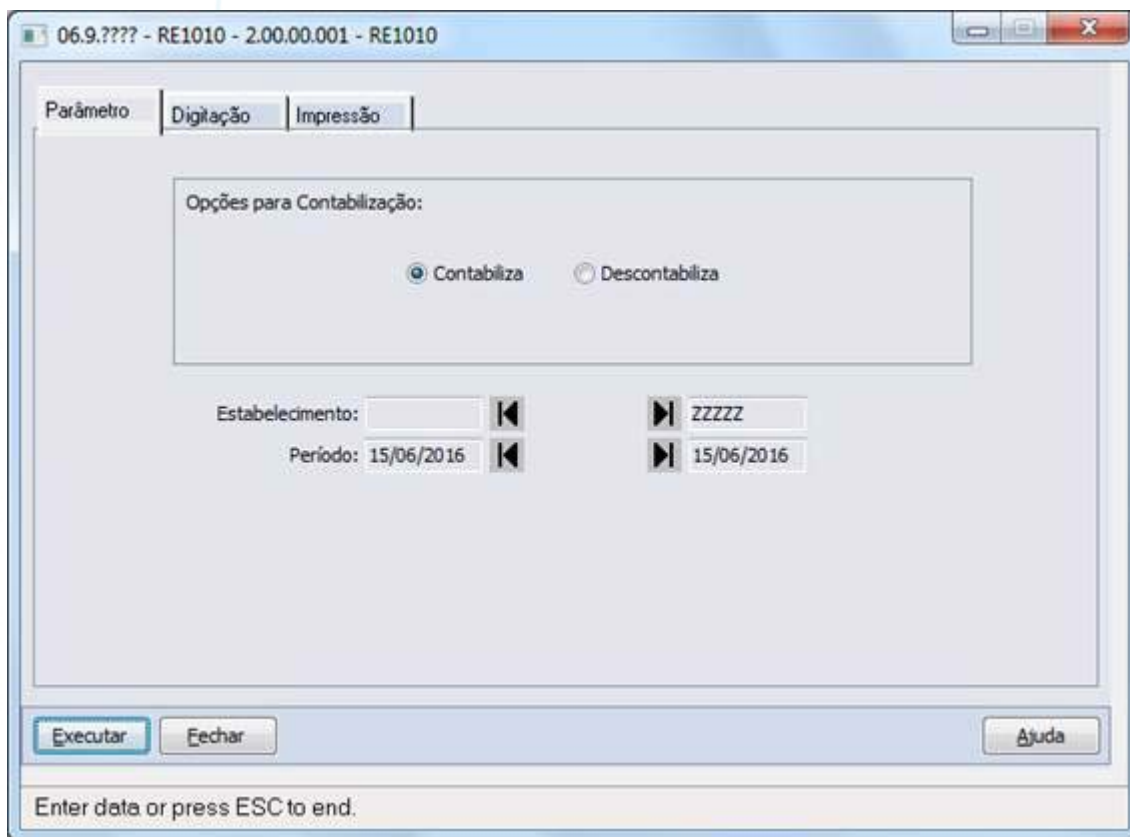 06.9.???? - RE1010 - 2.00.00.001 - RE1010
Parâmetro Digitação Impressão
Opções para Contabilização:
Contabiliza Descontabiliza
Estabelecimento: ZZZZZ
Período: 15/06/2016 15/06/2016
Executar Fechar Ajuda
Enter data or press ESC to end.